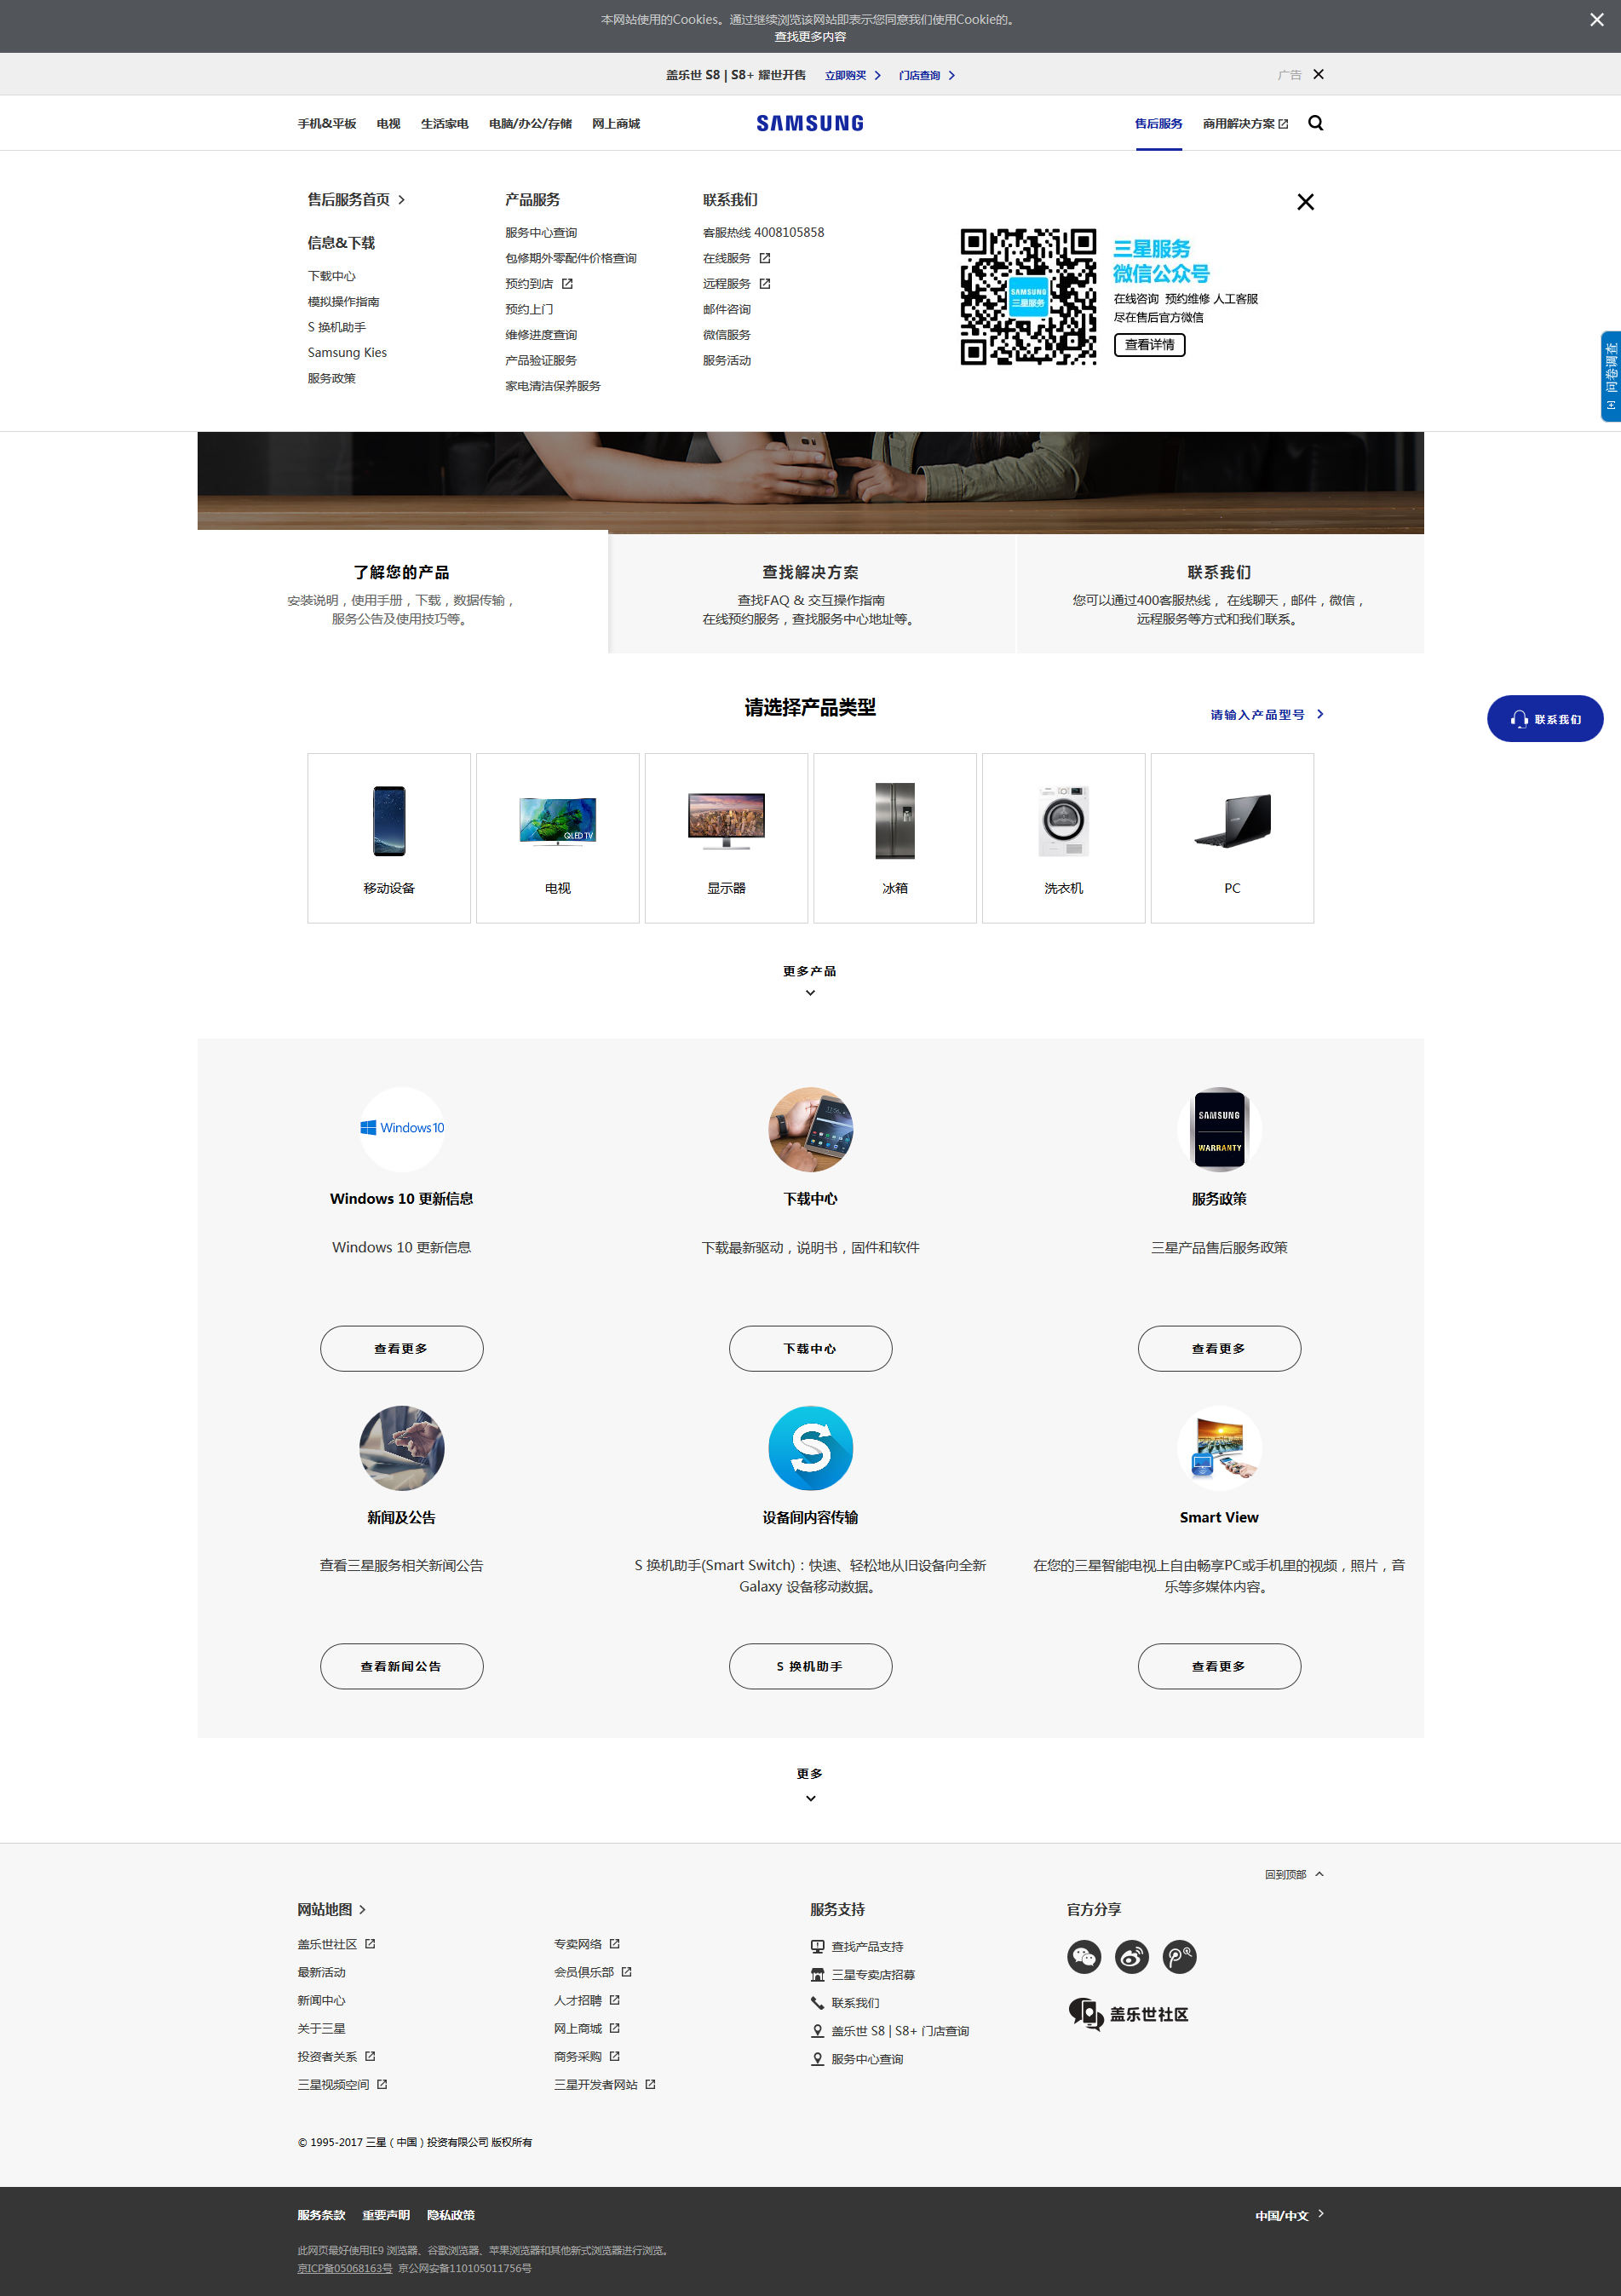 本网站使用的Cookies。通过继续浏览该网站即表示您同意我们使用Cookie的。
查找更多内容
盖乐世 S8 | S8+ 耀世开售 立即购买 门店查询 广告
手机&平板 电视 生活家电 电脑/办公/存储 网上商城 SAMSUNG 售后服务 商用解决方案
售后服务首页
信息&下载
下载中心
模拟操作指南
S 换机助手
Samsung Kies
服务政策
产品服务
服务中心查询
包修期外零配件价格查询
预约到店
预约上门
维修进度查询
产品验证服务
家电清洁保养服务
联系我们
客服热线 4008105858
在线服务
远程服务
邮件咨询
微信服务
服务活动
SAMSUNG
三星服务
三星服务
微信公众号
在线咨询 预约维修 人工客服
尽在售后官方微信
查看详情
问卷调查
了解您的产品
安装说明，使用手册，下载，数据传输，
服务公告及使用技巧等。
查找解决方案
查找FAQ & 交互操作指南
在线预约服务，查找服务中心地址等。
联系我们
您可以通过400客服热线， 在线聊天，邮件，微信，
远程服务等方式和我们联系。
请选择产品类型
请输入产品型号
联系我们
QLED TV
移动设备 电视 显示器 冰箱 洗衣机 PC
更多产品
Windows10
SAMSUNG
WARRANTY
Windows 10 更新信息 下载中心 服务政策
Windows 10 更新信息 下载最新驱动，说明书，固件和软件 三星产品售后服务政策
查看更多 下载中心 查看更多
S
新闻及公告 设备间内容传输 Smart View
查看三星服务相关新闻公告
S 换机助手(Smart Switch)：快速、轻松地从旧设备向全新
Galaxy 设备移动数据。
在您的三星智能电视上自由畅享PC或手机里的视频，照片，音
乐等多媒体内容。
查看新闻公告 S 换机助手 查看更多
更多
回到顶部
网站地图
盖乐世社区
最新活动
新闻中心
关于三星
投资者关系
三星视频空间
专卖网络
会员俱乐部
人才招聘
网上商城
商务采购
三星开发者网站
服务支持
查找产品支持
三星专卖店招募
联系我们
盖乐世 S8 | S8+ 门店查询
服务中心查询
官方分享
盖乐世社区
© 1995-2017 三星（中国）投资有限公司 版权所有
服务条款 重要声明 隐私政策 中国/中文
此网页最好使用IE9 浏览器、谷歌浏览器、苹果浏览器和其他新式浏览器进行浏览。
京ICP备05068163号 京公网安备110105011756号